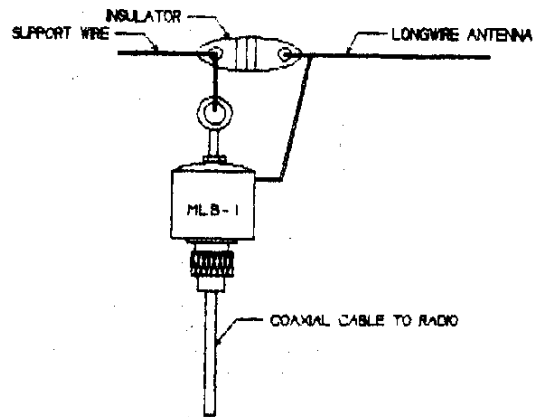 INSULATOR
SUPPORT WIRE
LONGWIRE ANTENNA
MLB-1
COAXIAL CABLE TO RADIO